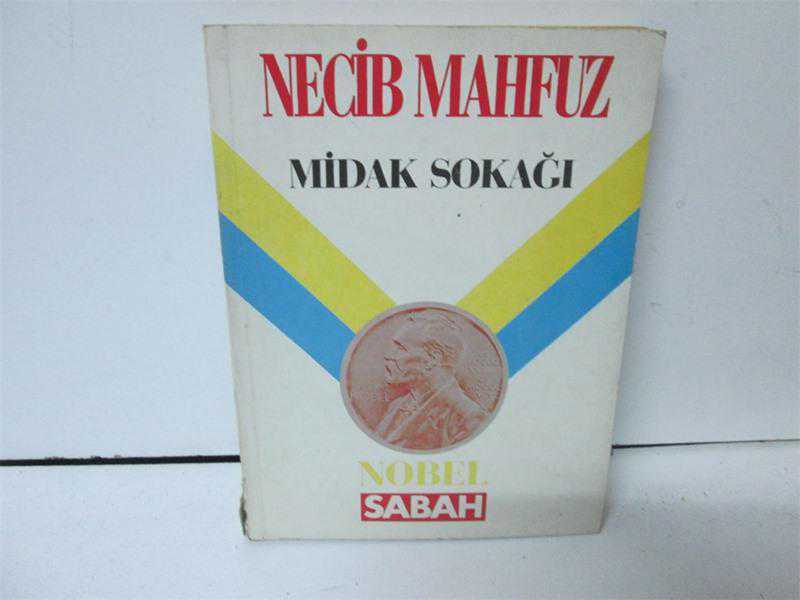 NECİB MAHFUZ
MİDAK SOKAĞI
NOBEL
SABAH